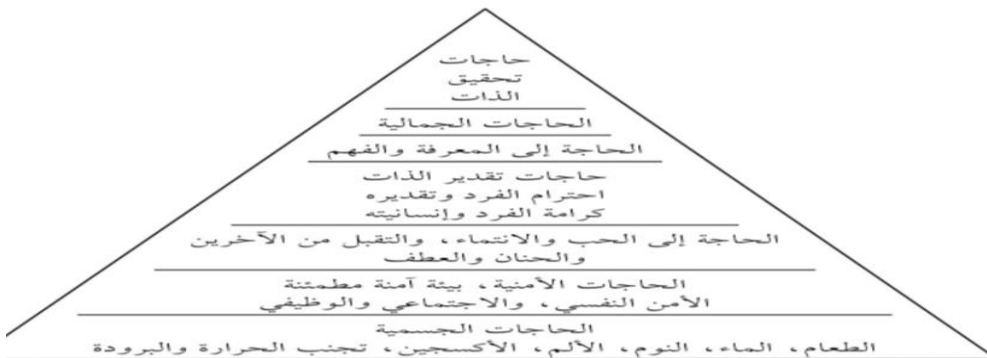 حاجات
تحقيق
الذات
الحاجات الجمالية
الحاجة إلى المعرفة والفهم
حاجات تقدير الذات
احترام الفرد وتقديره
كرامة الفرد وإنسانيته
الحاجة إلى الحب والانتماء، والتقبل من الآخرين
والحنان والعطف
الحاجات الأمنية، بيئة آمنة مطمئنة
الأمن النفسي، والاجتماعي والوظيفي
الحاجات الجسمية
الطعام، الماء، النوم، الألم، الأكسجين، تجنب الحرارة والبرودة